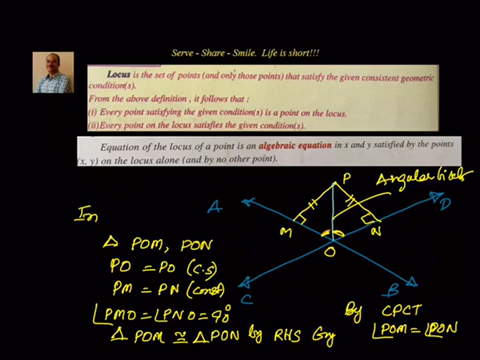 Serve - Share - Smile. Life is short!!!
Locus is the set of points (and only those points) that satisfy the given consistent geometric
condition(s).
From the above definition, it follows that :
(i) Every point satisfying the given condition(s) is a point on the locus.
(ii) Every point on the locus satisfies the given condition(s).
Equation of the locus of a point is an algebraic equation in x and y satisfied by the points
(x, y) on the locus alone (and by no other point).
P
Angular bisector
A
D
M
N
O
C
B
In
△ POM, PON
PO = PO (C.S)
PM = PN (const)
∠PMO = ∠PNO = 90°
△ POM ≅ △ PON by RHS Gry
By CPCT
∠POM = ∠PON